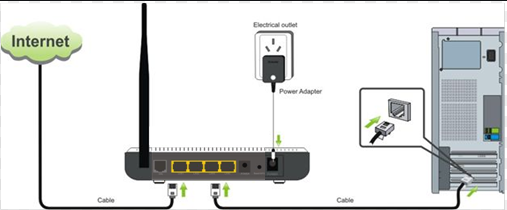 Internet
Electrical outlet
Power Adapter
Cable
Cable